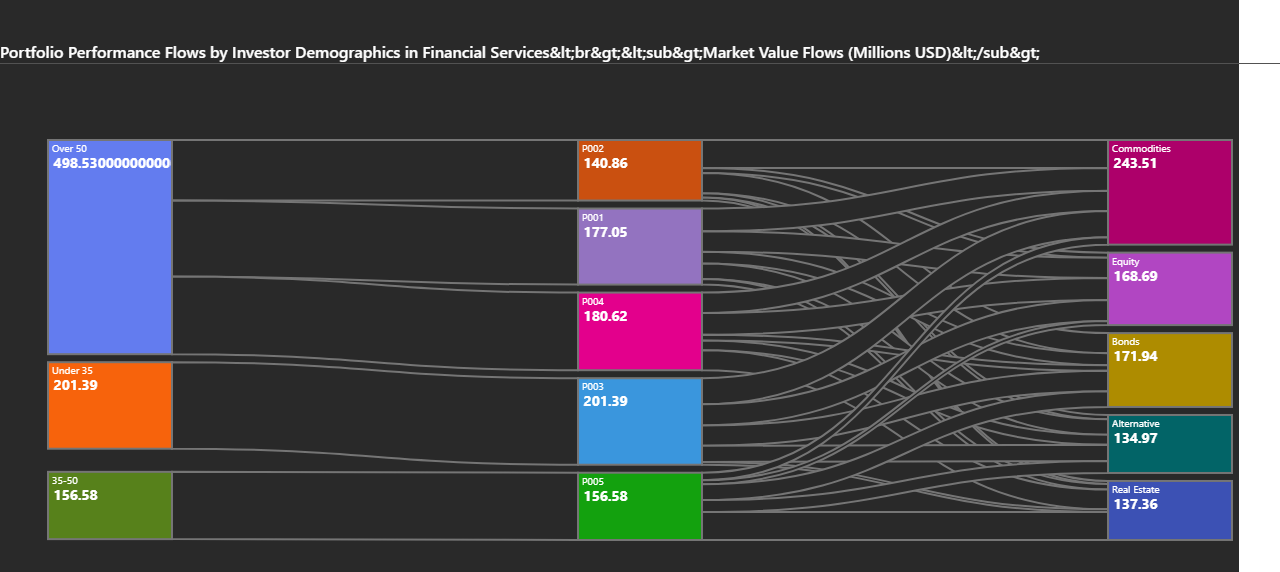 Portfolio Performance Flows by Investor Demographics in Financial Services&lt;br&gt;&lt;sub&gt;Market Value Flows (Millions USD)&lt;/sub&gt;
Over 50
498.53000000000
Under 35
201.39
35-50
156.58
P002
140.86
P001
177.05
P004
180.62
P003
201.39
P005
156.58
Commodities
243.51
Equity
168.69
Bonds
171.94
Alternative
134.97
Real Estate
137.36